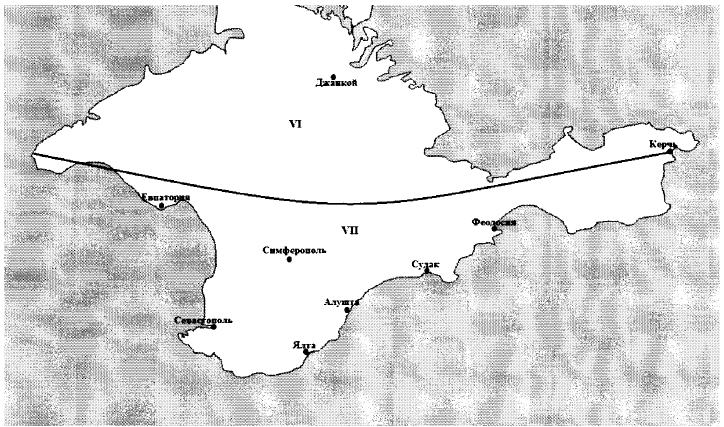 Джанкой
VI
Керчь
Евпатория
Феодосия
VII
Симферополь
Судак
Алушта
Севастополь
Ялта